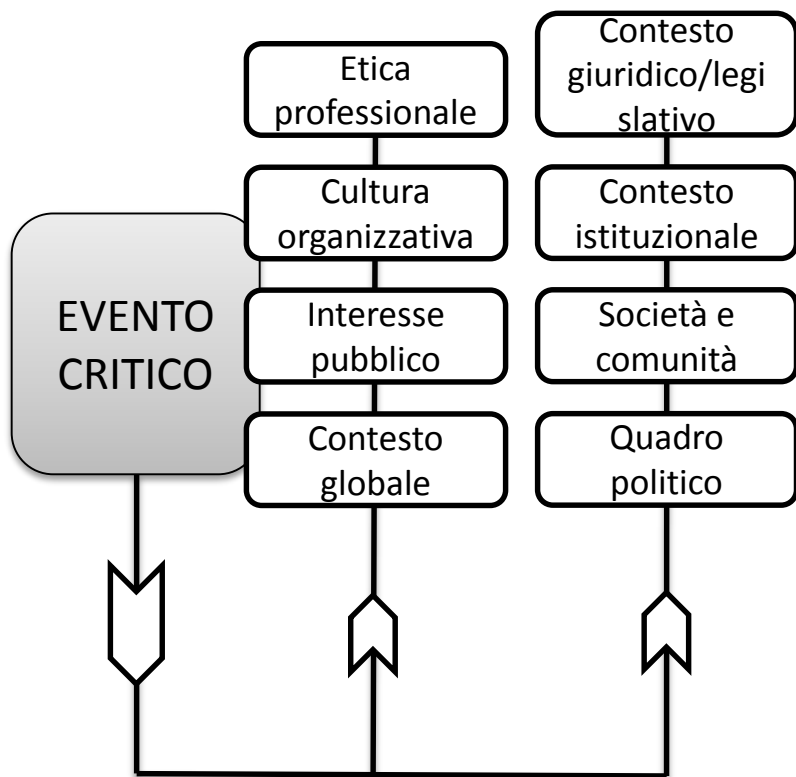 EVENTO
CRITICO
Etica
professionale
Cultura
organizzativa
Interesse
pubblico
Contesto
globale
Contesto
giuridico/legi
slativo
Contesto
istituzionale
Società e
comunità
Quadro
politico